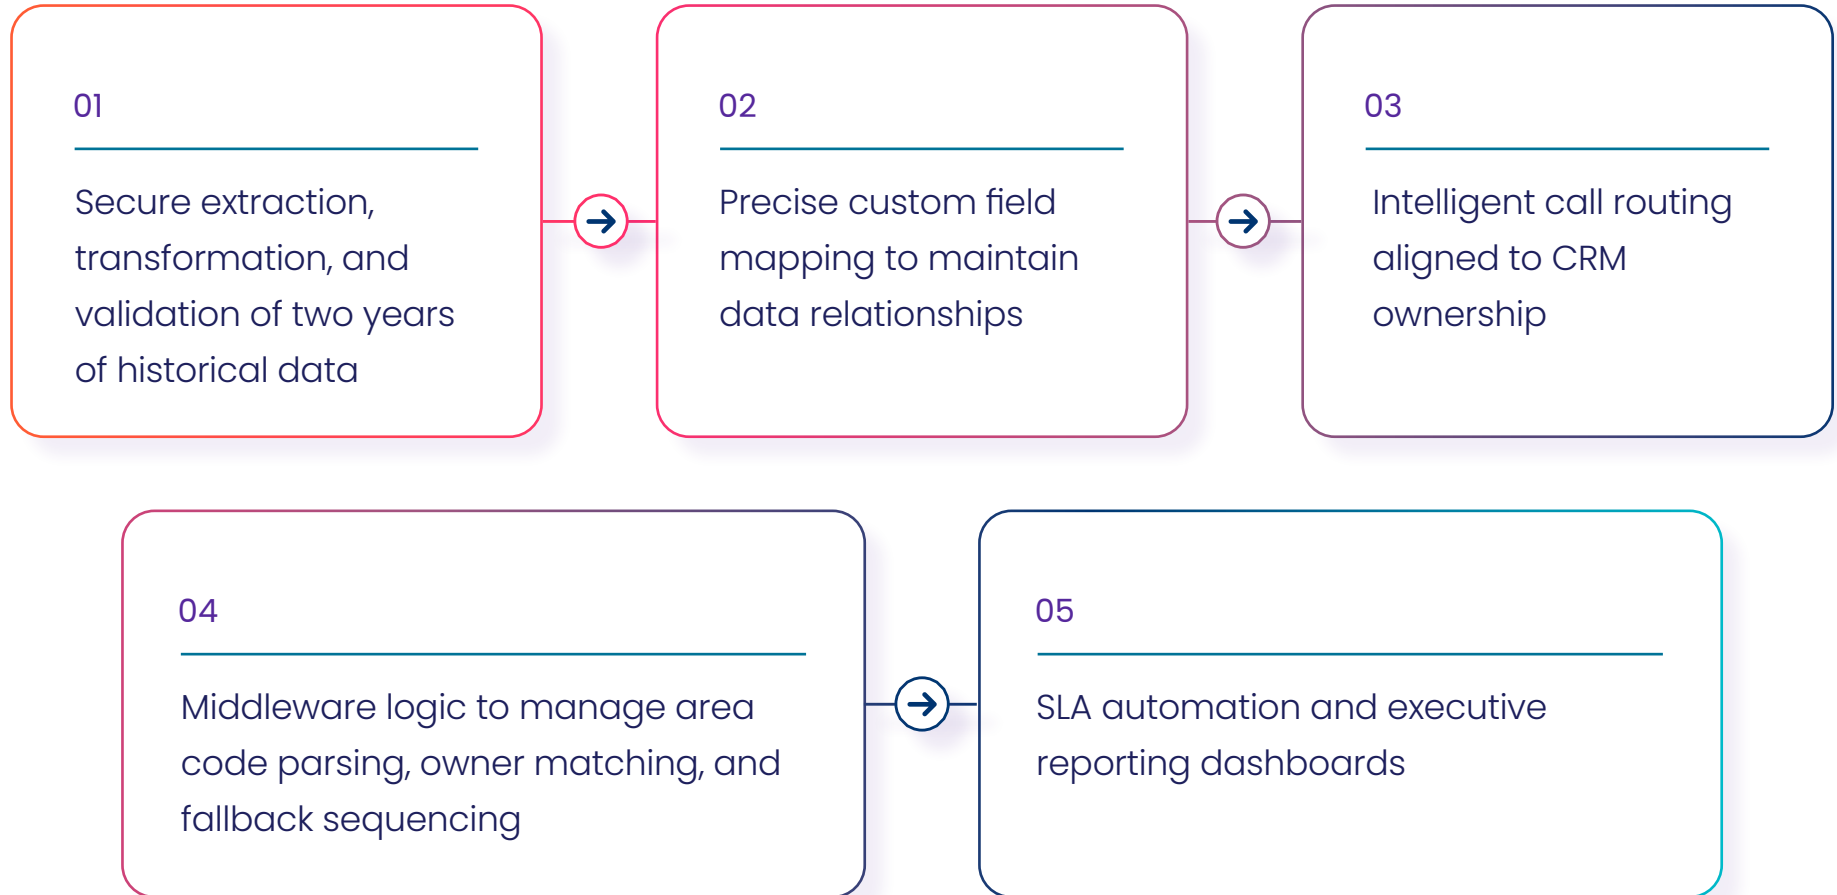 01
Secure extraction,
transformation, and
validation of two years
of historical data
02
Precise custom field
mapping to maintain
data relationships
03
Intelligent call routing
aligned to CRM
ownership
04
Middleware logic to manage area
code parsing, owner matching, and
fallback sequencing
05
SLA automation and executive
reporting dashboards